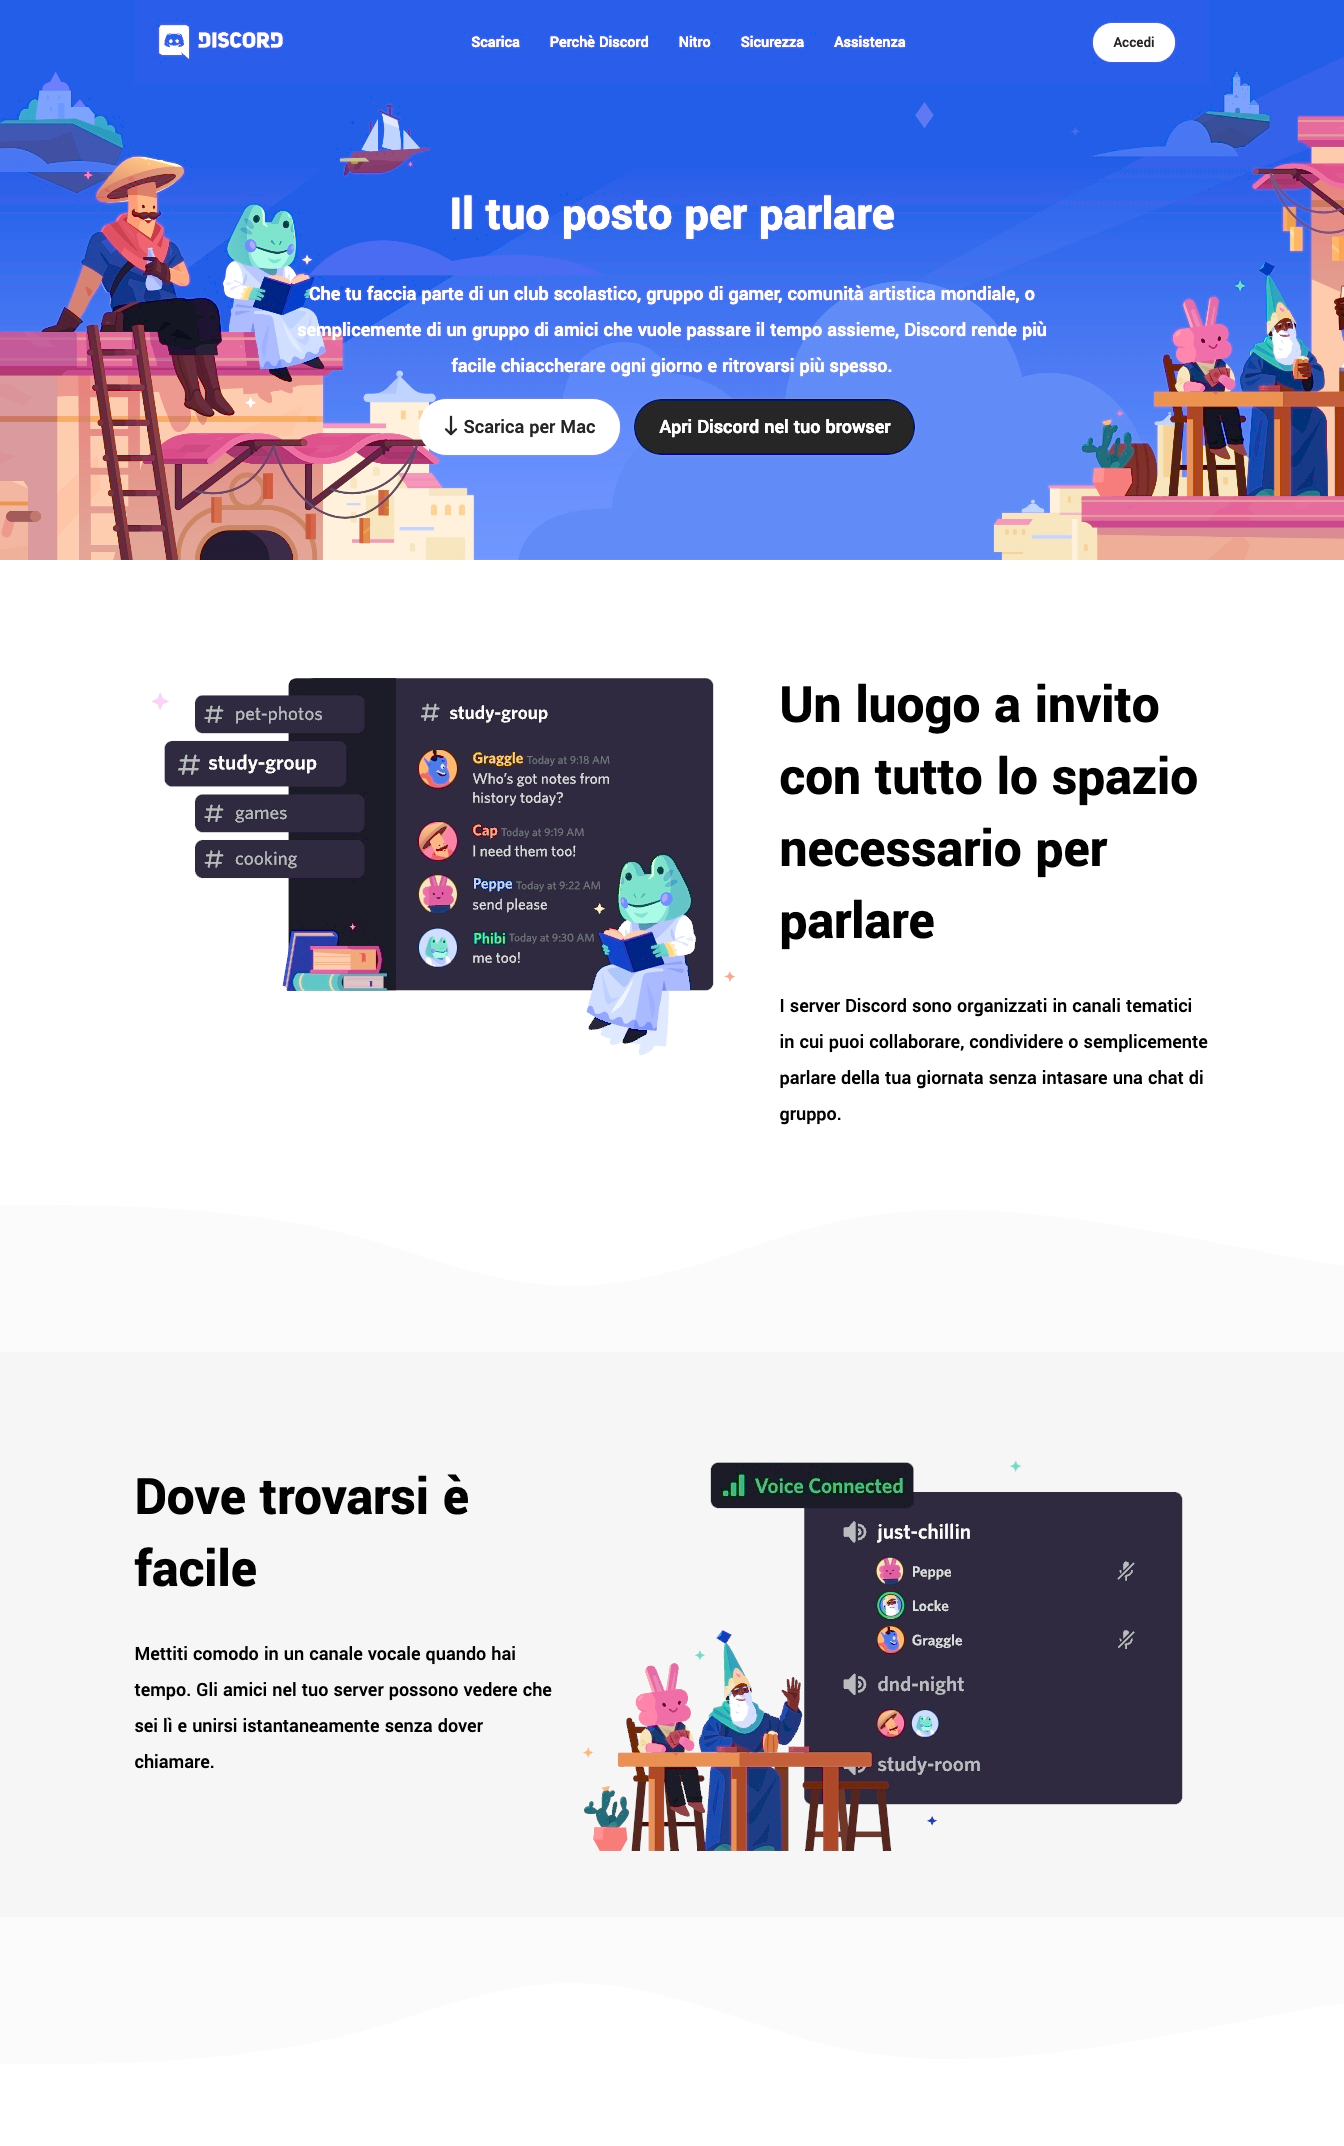 DISCORD
Scarica
Perchè Discord
Nitro
Sicurezza
Assistenza
Accedi
Il tuo posto per parlare
Che tu faccia parte di un club scolastico, gruppo di gamer, comunità artistica mondiale, o
semplicemente di un gruppo di amici che vuole passare il tempo assieme, Discord rende più
facile chiaccherare ogni giorno e ritrovarsi più spesso.
↓ Scarica per Mac
Apri Discord nel tuo browser
# pet-photos
# study-group
# games
# cooking
# study-group
Graggle Today at 9:18 AM
Who's got notes from
history today?
Cap Today at 9:19 AM
I need them too!
Peppe Today at 9:22 AM
send please
Phibi Today at 9:30 AM
me too!
Un luogo a invito
con tutto lo spazio
necessario per
parlare
I server Discord sono organizzati in canali tematici
in cui puoi collaborare, condividere o semplicemente
parlare della tua giornata senza intasare una chat di
gruppo.
Dove trovarsi è
facile
Mettiti comodo in un canale vocale quando hai
tempo. Gli amici nel tuo server possono vedere che
sei lì e unirsi istantaneamente senza dover
chiamare.
Voice Connected
just-chillin
Peppe
Locke
Graggle
dnd-night
study-room